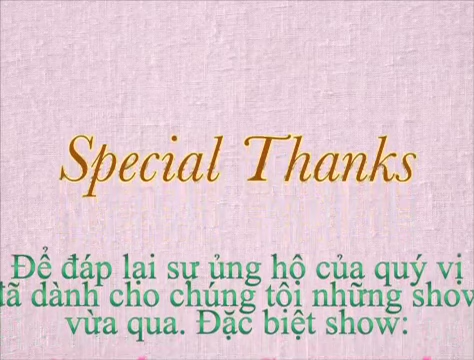 Special Thanks
Để đáp lại sự ủng hộ của quý vị
đã dành cho chúng tôi những show
vừa qua. Đặc biệt show: